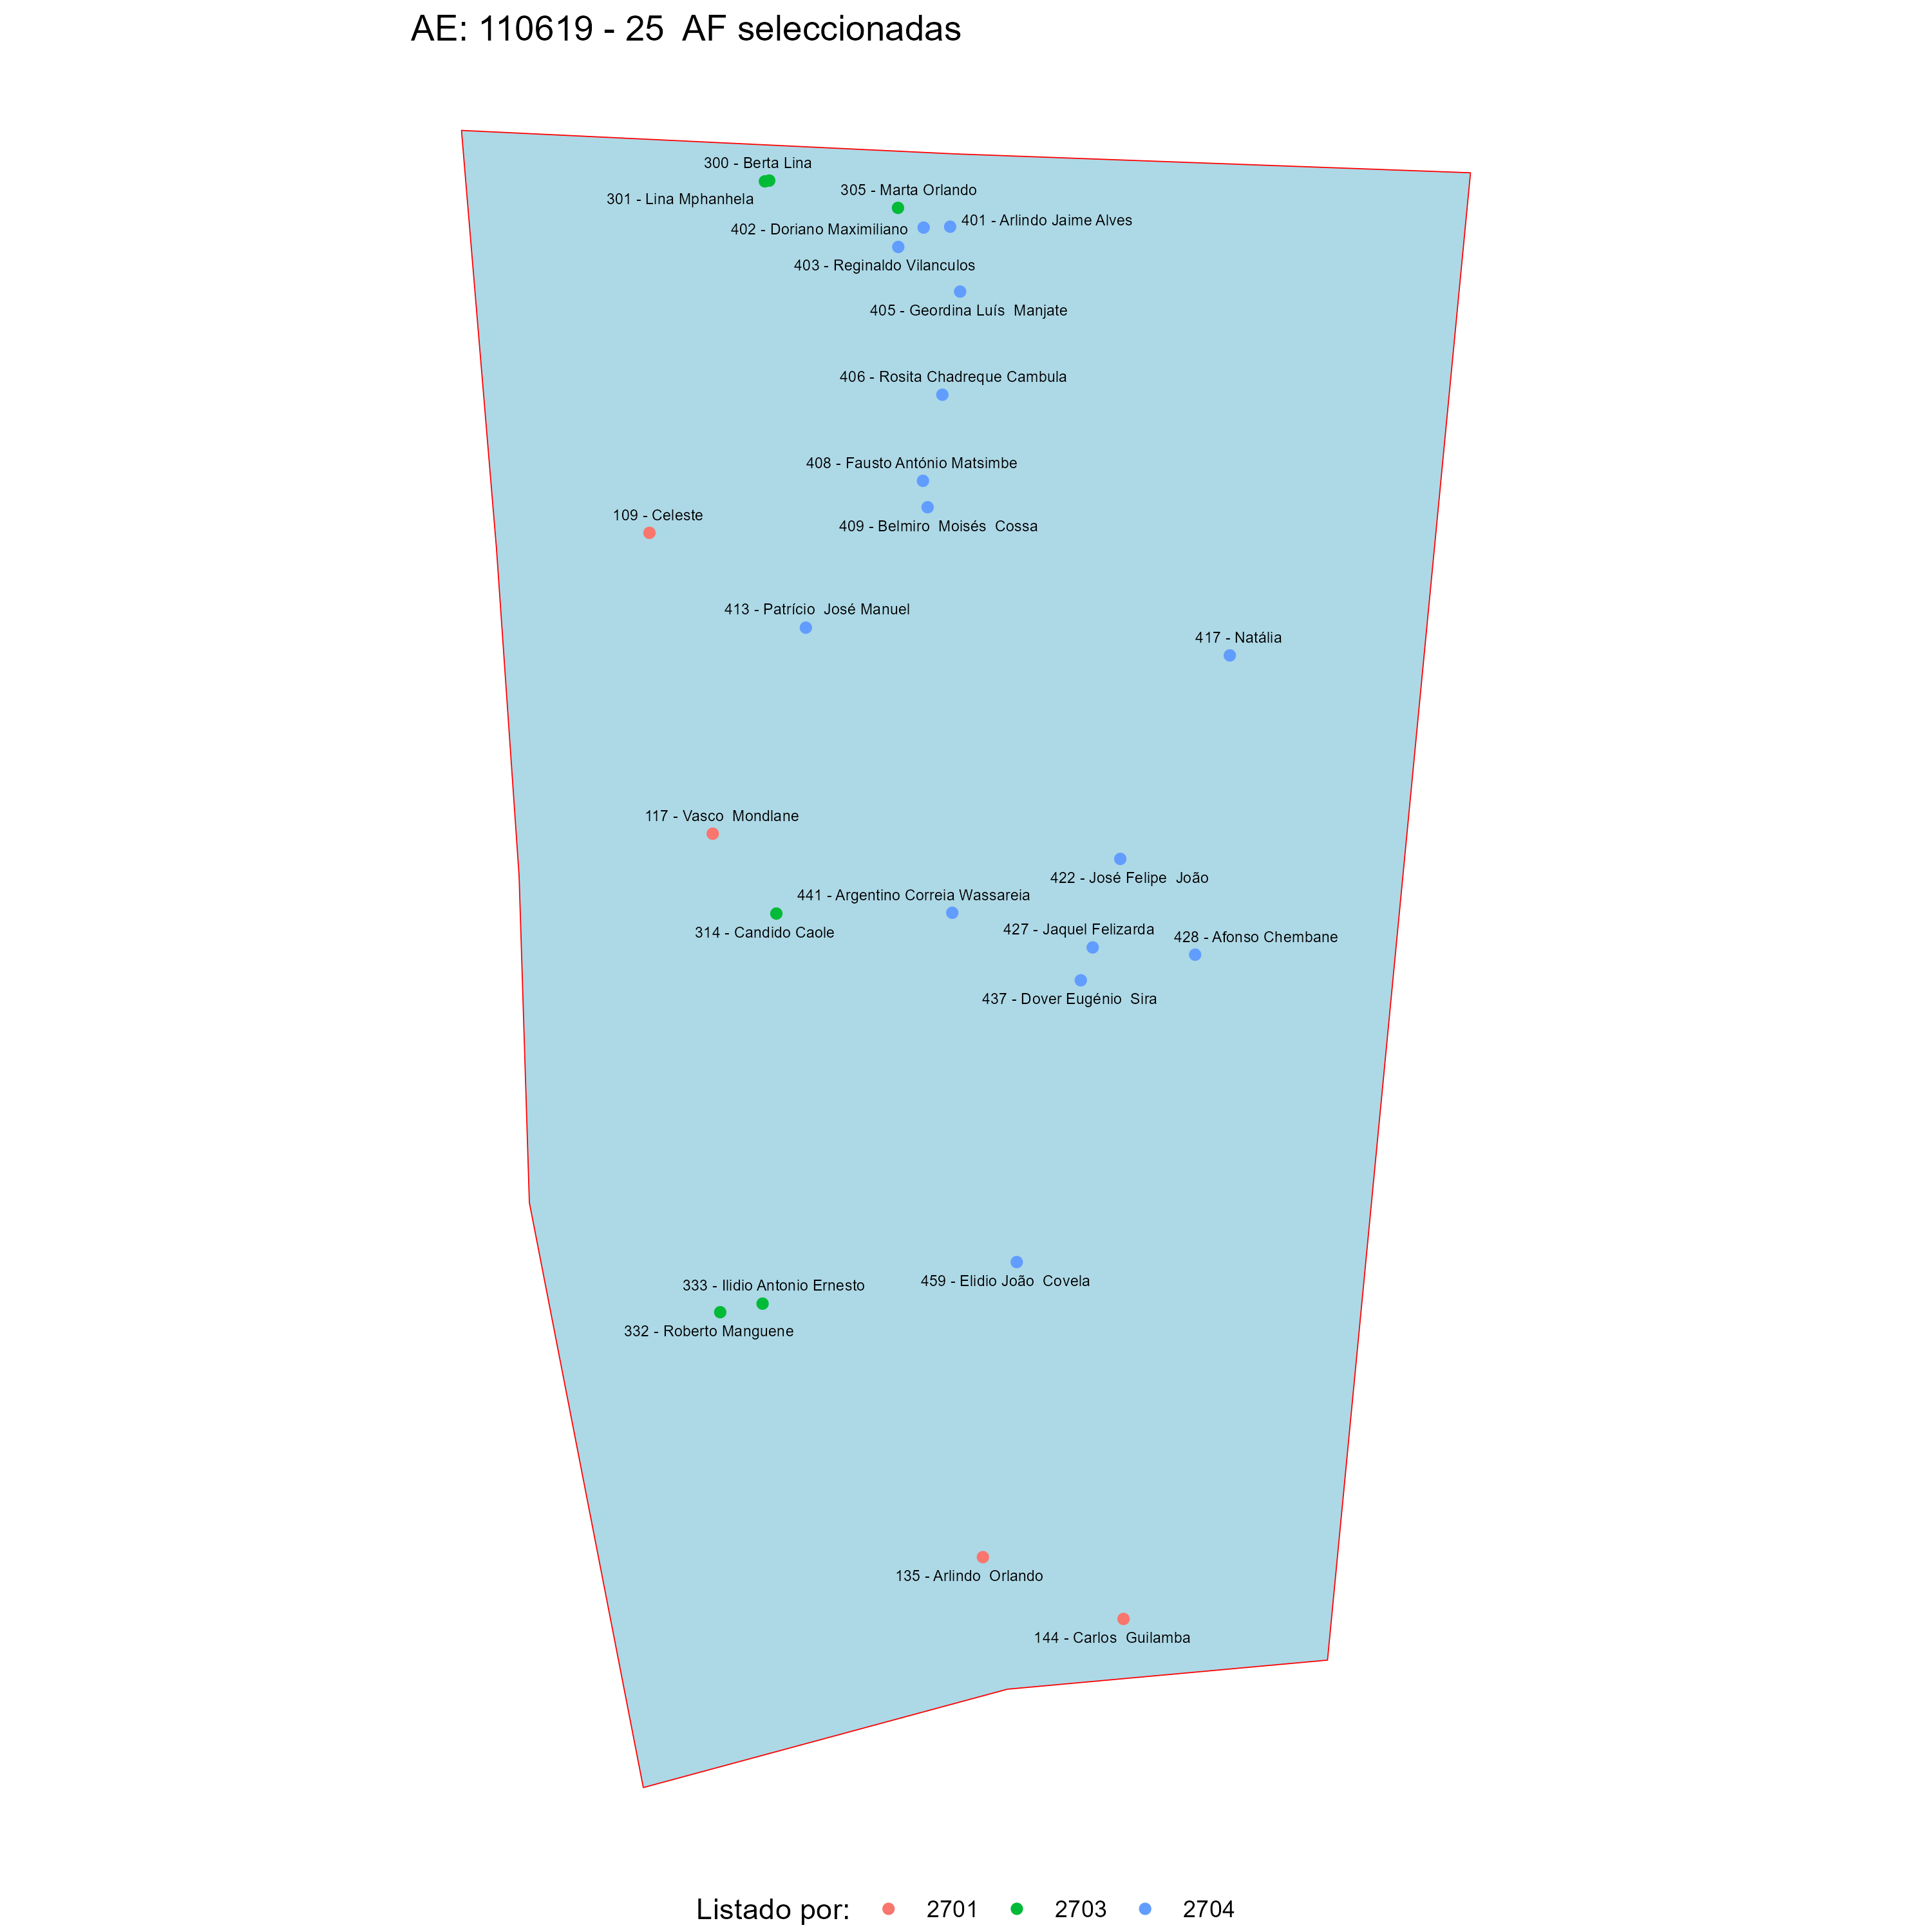 AE: 110619 - 25  AF seleccionadas
300 - Berta Lina
301 - Lina Mphanhela
305 - Marta Orlando
401 - Arlindo Jaime Alves
402 - Doriano Maximiliano
403 - Reginaldo Vilanculos
405 - Geordina Luís  Manjate
406 - Rosita Chadreque Cambula
408 - Fausto António Matsimbe
109 - Celeste
409 - Belmiro  Moisés  Cossa
413 - Patrício  José Manuel
417 - Natália
117 - Vasco  Mondlane
422 - José Felipe  João
441 - Argentino Correia Wassareia
314 - Candido Caole
427 - Jaquel Felizarda
428 - Afonso Chembane
437 - Dover Eugénio  Sira
459 - Elidio João  Covela
333 - Ilidio Antonio Ernesto
332 - Roberto Manguene
135 - Arlindo  Orlando
144 - Carlos  Guilamba
Listado por: 2701 2703 2704